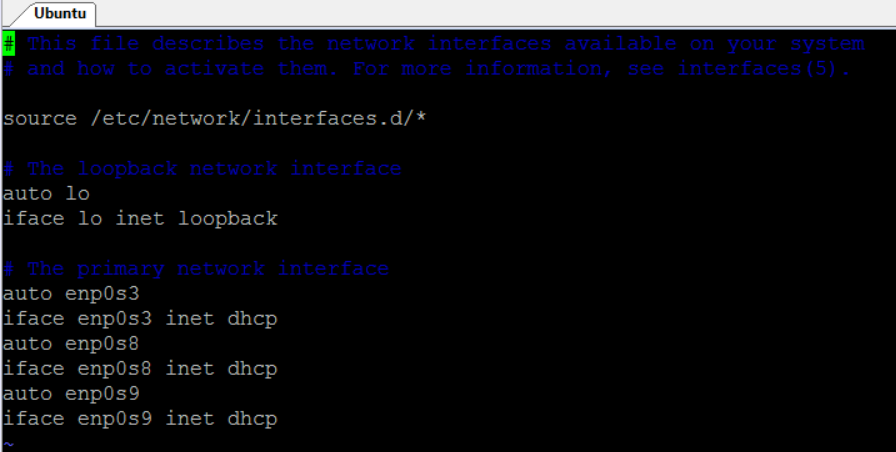 Ubuntu
# This file describes the network interfaces available on your system
# and how to activate them. For more information, see interfaces(5).
source /etc/network/interfaces.d/*
# The loopback network interface
auto lo
iface lo inet loopback
# The primary network interface
auto enp0s3
iface enp0s3 inet dhcp
auto enp0s8
iface enp0s8 inet dhcp
auto enp0s9
iface enp0s9 inet dhcp
~